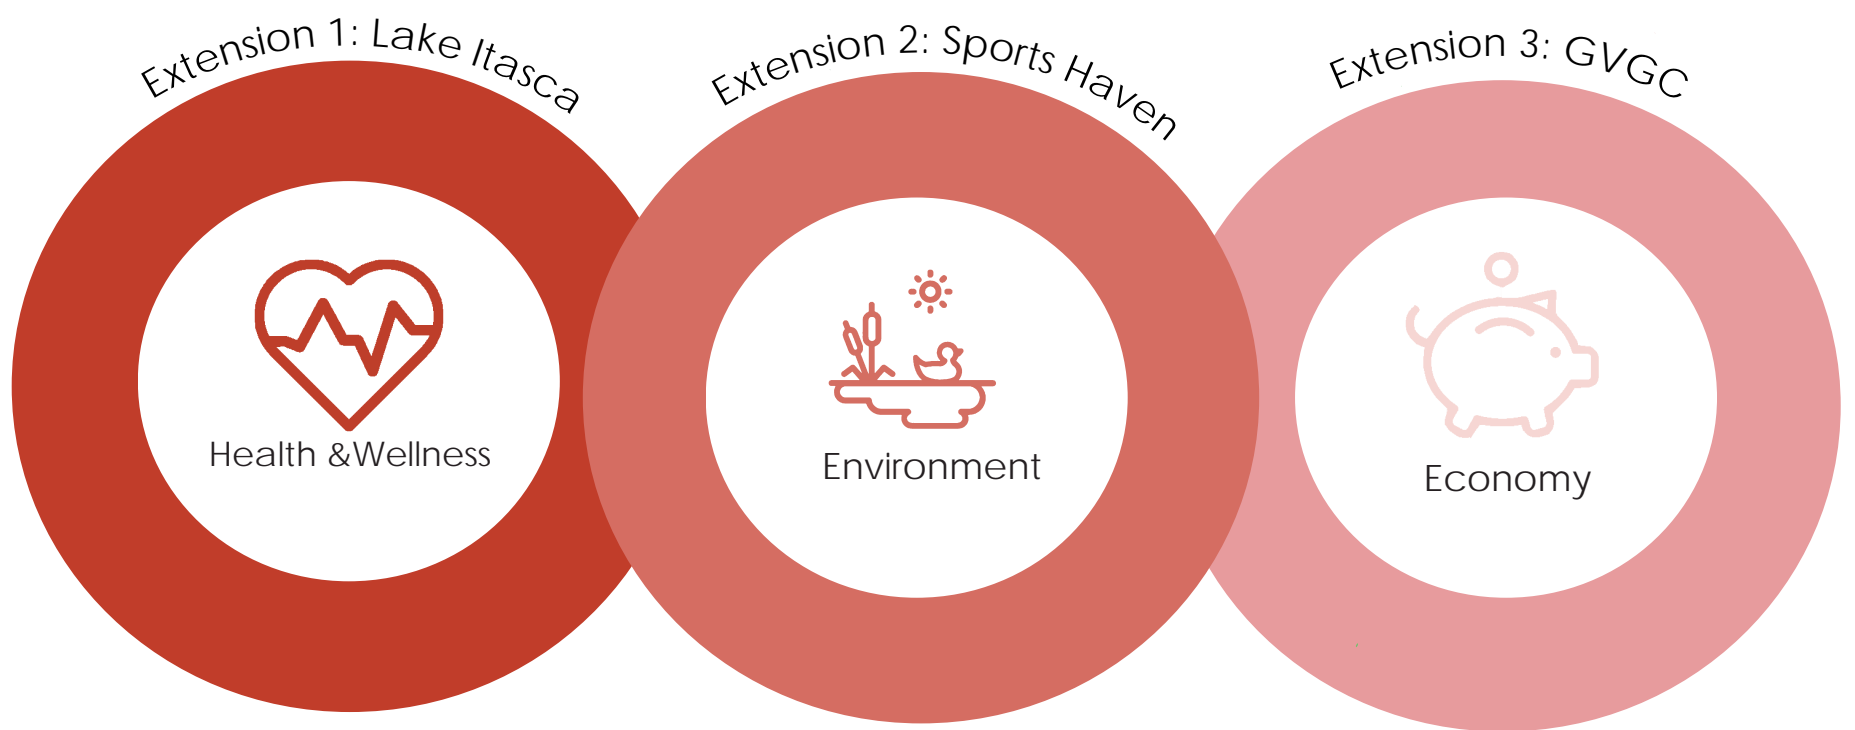 Extension 1: Lake Itasca
Extension 2: Sports Haven
Extension 3: GVGC
Health &Wellness
Environment
Economy